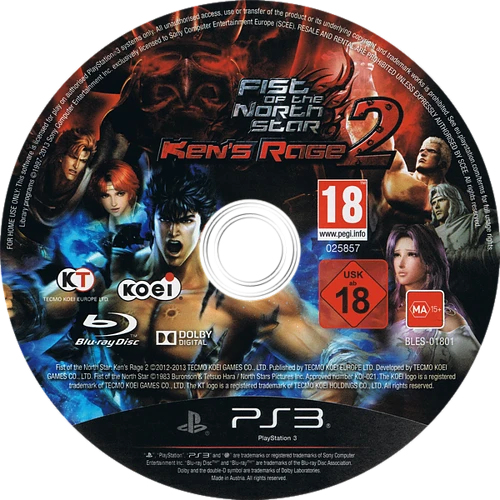 FOR HOME USE ONLY: This software is licensed for play on authorised PlayStation®3 systems only. All unauthorised access, use or transfer of the product or its underlying copyright and trademark works is prohibited. See eu.playstation.com/terms for full usage rights.
Library programs © 1997-2013 Sony Computer Entertainment Inc. exclusively licensed to Sony Computer Entertainment Europe (SCEE). RESALE AND RENTAL ARE PROHIBITED UNLESS EXPRESSLY AUTHORISED BY SCEE.
FIST
OF THE
NORTH
STAR
KEN'S RAGE 2
18
www.pegi.info
025857
USK
ab
18
KT
TECMO KOEI EUROPE LTD.
KOEI
Blu-ray Disc
DOLBY
DIGITAL
MA 15+
BLES-01801
Fist of the North Star: Ken's Rage 2 ©2012-2013 TECMO KOEI GAMES CO., LTD. Published by TECMO KOEI EUROPE LTD. Developed by TECMO KOEI
GAMES CO., LTD. Fist of the North Star ©1983 Buronson & Tetsuo Hara / North Stars Pictures Inc. Approved Number KOI-021. The KOEI logo is a registered
trademark of TECMO KOEI GAMES CO., LTD. The KT logo is a registered trademark of TECMO KOEI HOLDINGS CO., LTD. All rights reserved.
PS3
PlayStation 3
"PlayStation", "PS3" and are trademarks or registered trademarks of Sony Computer
Entertainment Inc. "Blu-ray Disc" and "Blu-ray" are trademarks of the Blu-ray Disc Association.
Dolby and the double-D symbol are trademarks of Dolby Laboratories.
Made in Austria. All rights reserved.